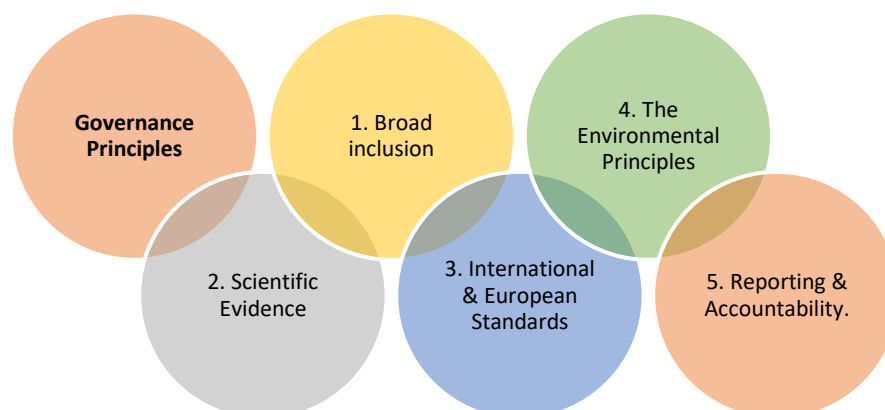 Governance
Principles
1. Broad
inclusion
4. The
Environmental
Principles
2. Scientific
Evidence
3. International
& European
Standards
5. Reporting &
Accountability.